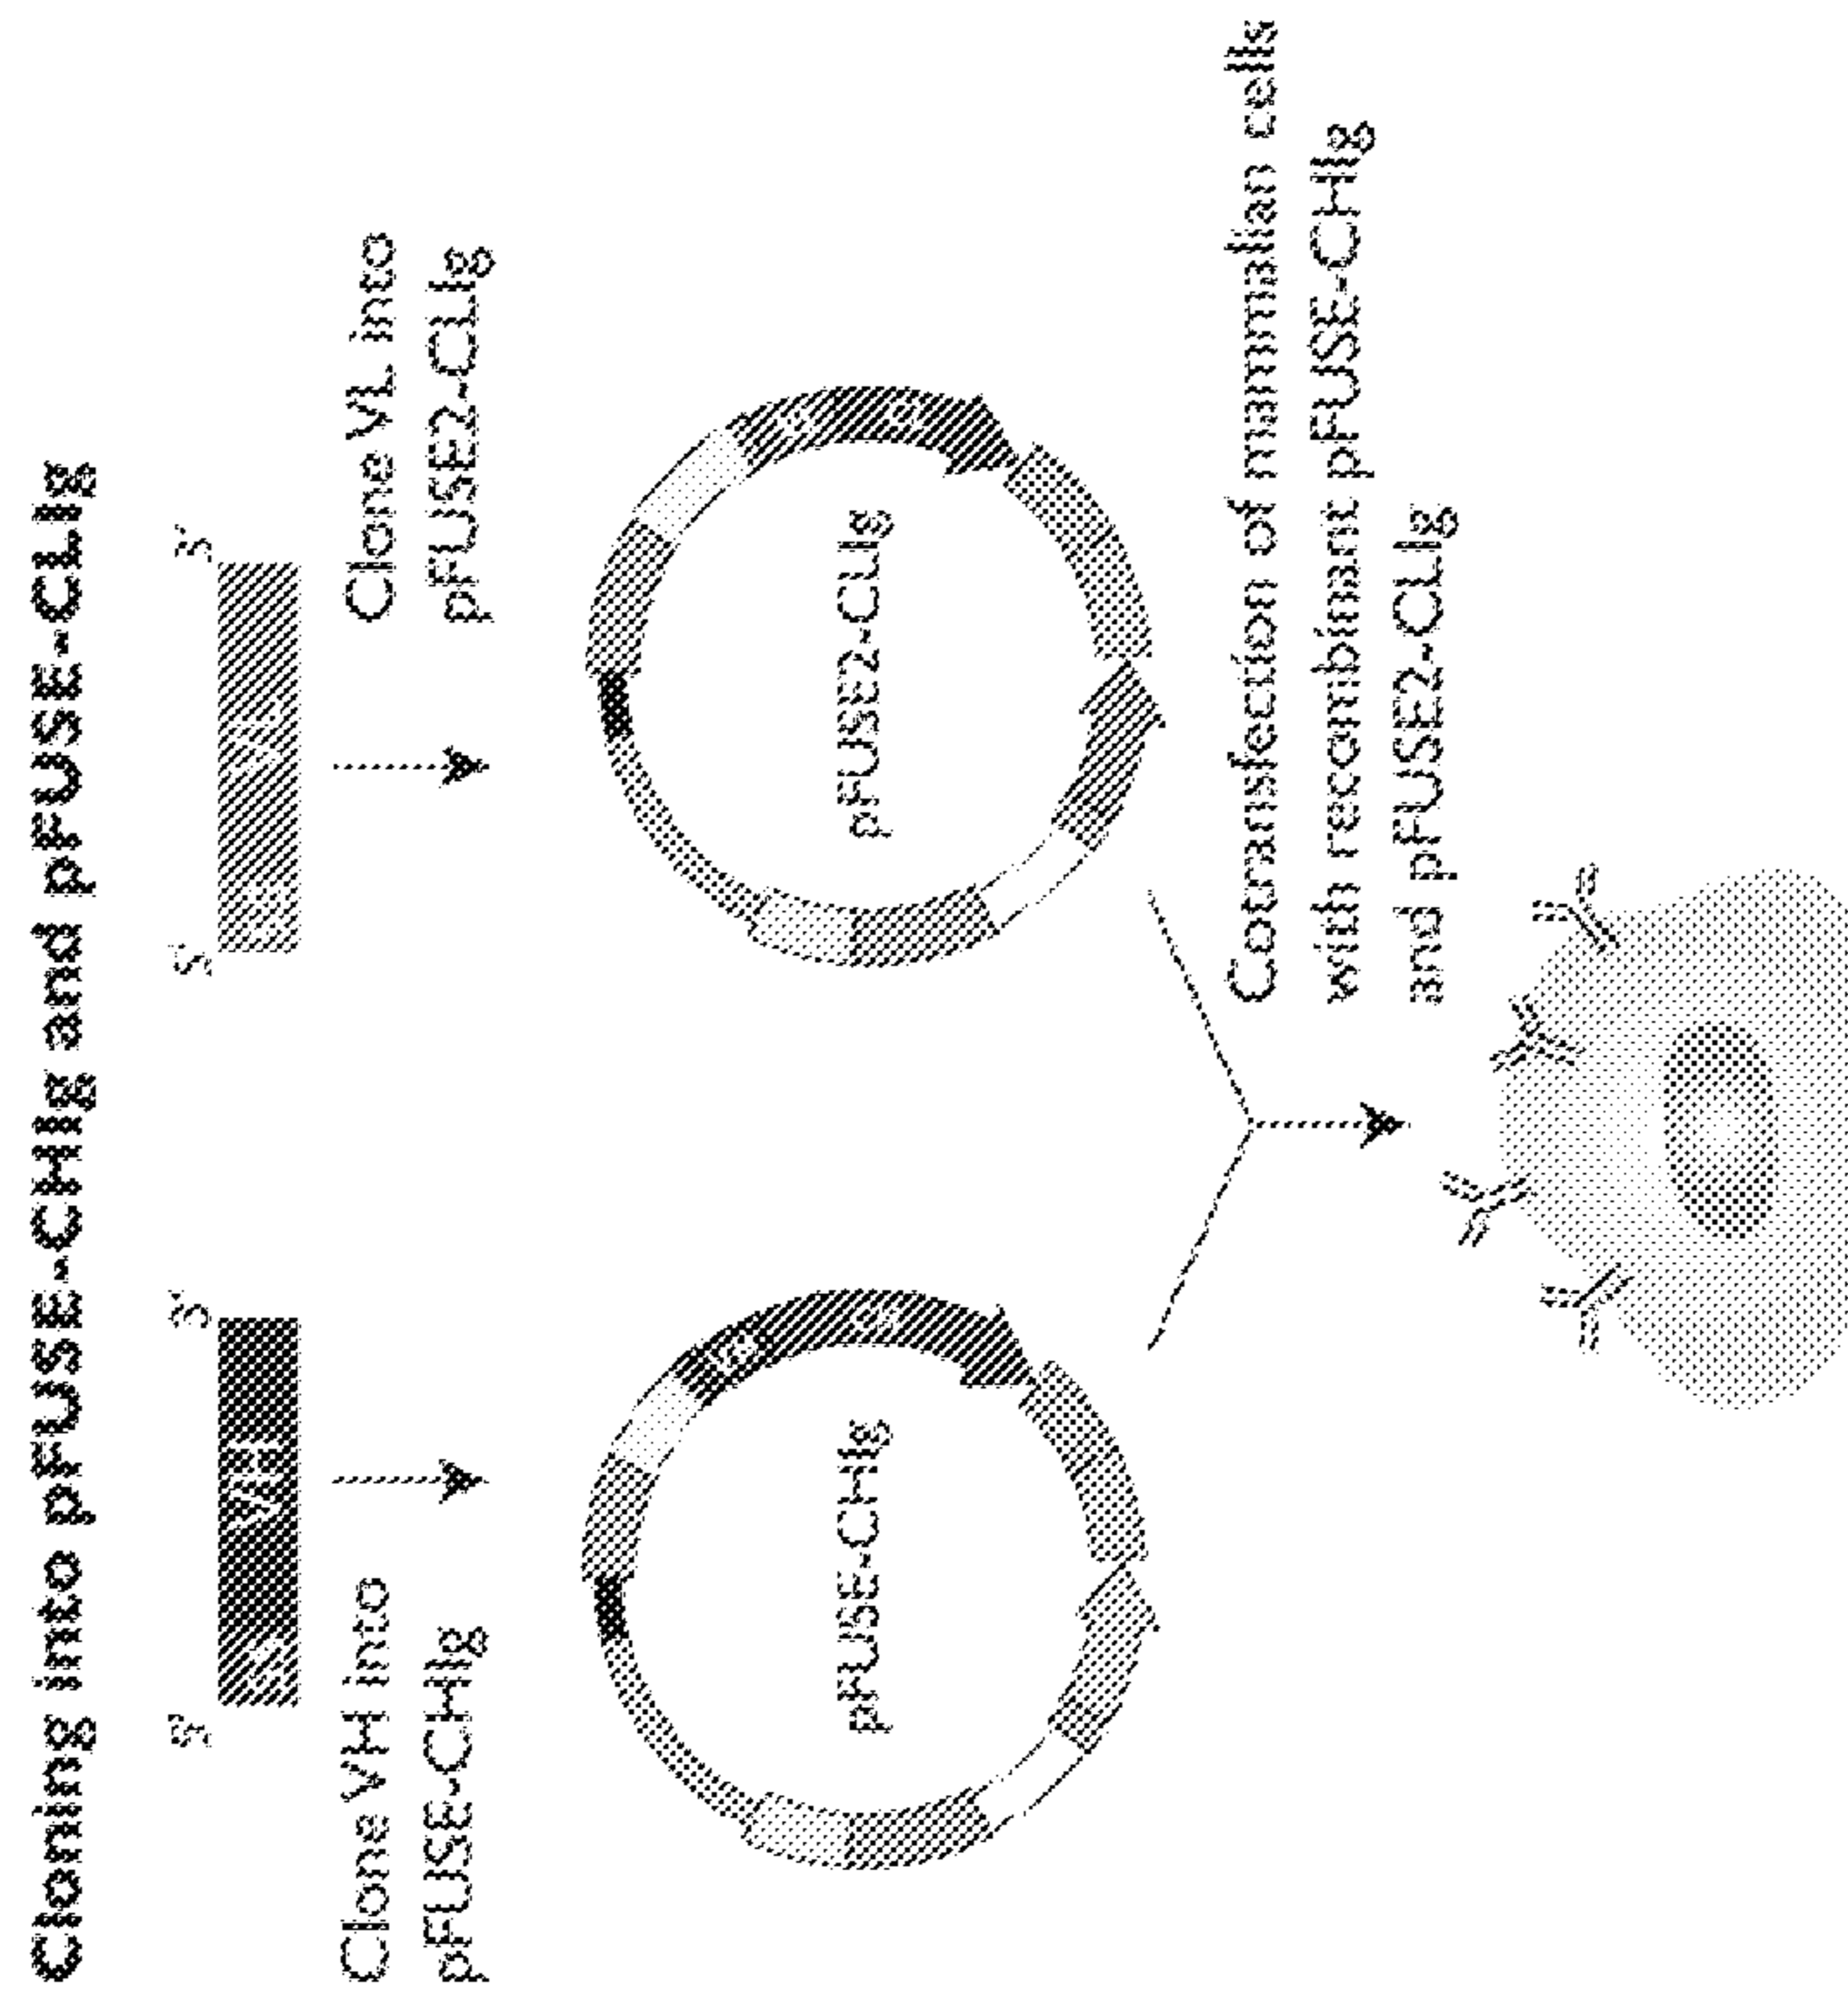 Cloning into pFUSE-CHIg and pFUSE-CLIg
5' 3'
VH
5' 3'
Clone VH into
pFUSE-CHIg
Clone VL into
pFUSE2-CLIg
pFUSE-CHIg
pFUSE2-CLIg
Cotransfection of mammalian cells
with recombinant pFUSE-CHIg
and pFUSE2-CLIg